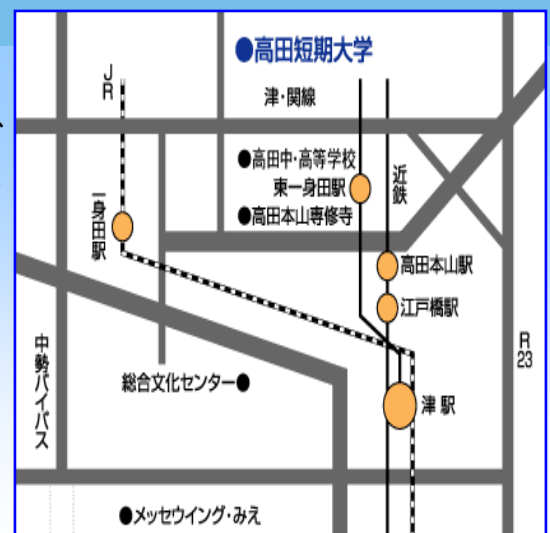 ●高田短期大学
JR
津・関線
●高田中・高等学校
東一身田駅
●高田本山専修寺
近鉄
一身田駅
高田本山駅
江戸橋駅
R23
中勢バイパス
総合文化センター●
津駅
●メッセウイング・みえ